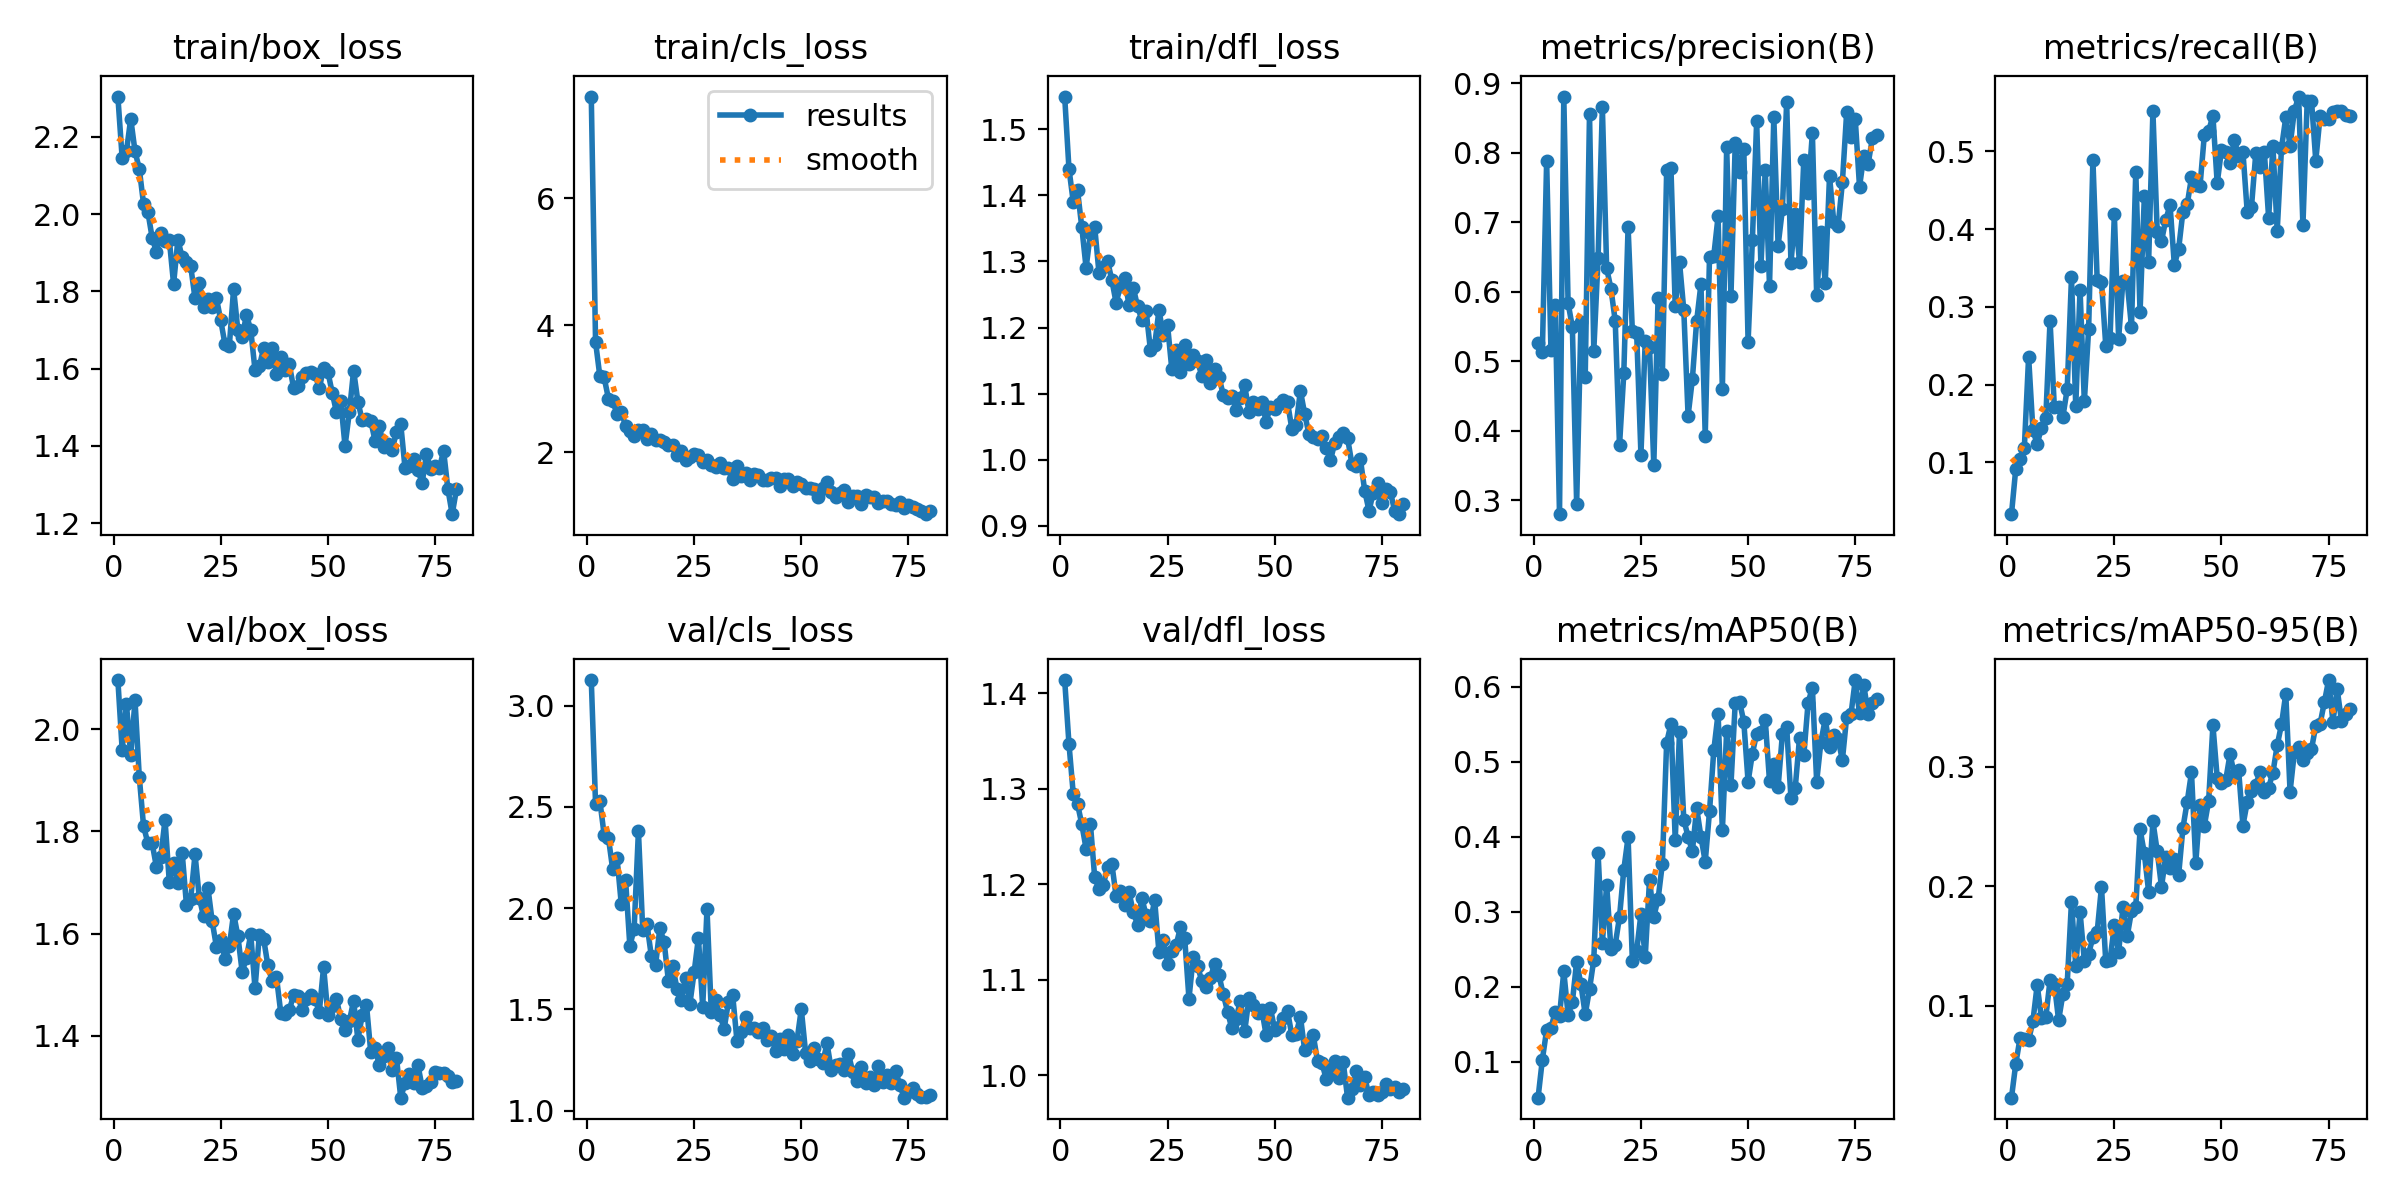 train/box_loss
train/cls_loss
train/dfl_loss
metrics/precision(B)
metrics/recall(B)
2.2
2.0
1.8
1.6
1.4
1.2
0 25 50 75
results
smooth
6
4
2
0 25 50 75
1.5
1.4
1.3
1.2
1.1
1.0
0.9
0 25 50 75
0.9
0.8
0.7
0.6
0.5
0.4
0.3
0 25 50 75
0.5
0.4
0.3
0.2
0.1
0 25 50 75
val/box_loss
val/cls_loss
val/dfl_loss
metrics/mAP50(B)
metrics/mAP50-95(B)
2.0
1.8
1.6
1.4
0 25 50 75
3.0
2.5
2.0
1.5
1.0
0 25 50 75
1.4
1.3
1.2
1.1
1.0
0 25 50 75
0.6
0.5
0.4
0.3
0.2
0.1
0 25 50 75
0.3
0.2
0.1
0 25 50 75